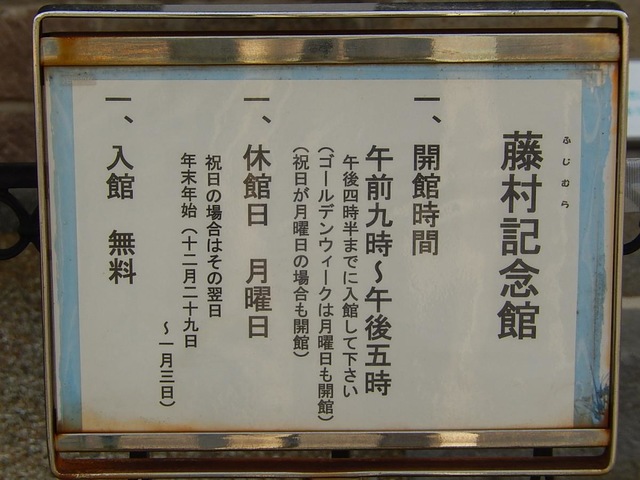 ふじむら
藤村記念館
一、開館時間
午前九時〜午後五時
午後四時半までに入館して下さい
（ゴールデンウィークは月曜日も開館）
（祝日が月曜日の場合も開館）
一、休館日　月曜日
祝日の場合はその翌日
年末年始（十二月二十九日
〜一月三日）
一、入館　無料